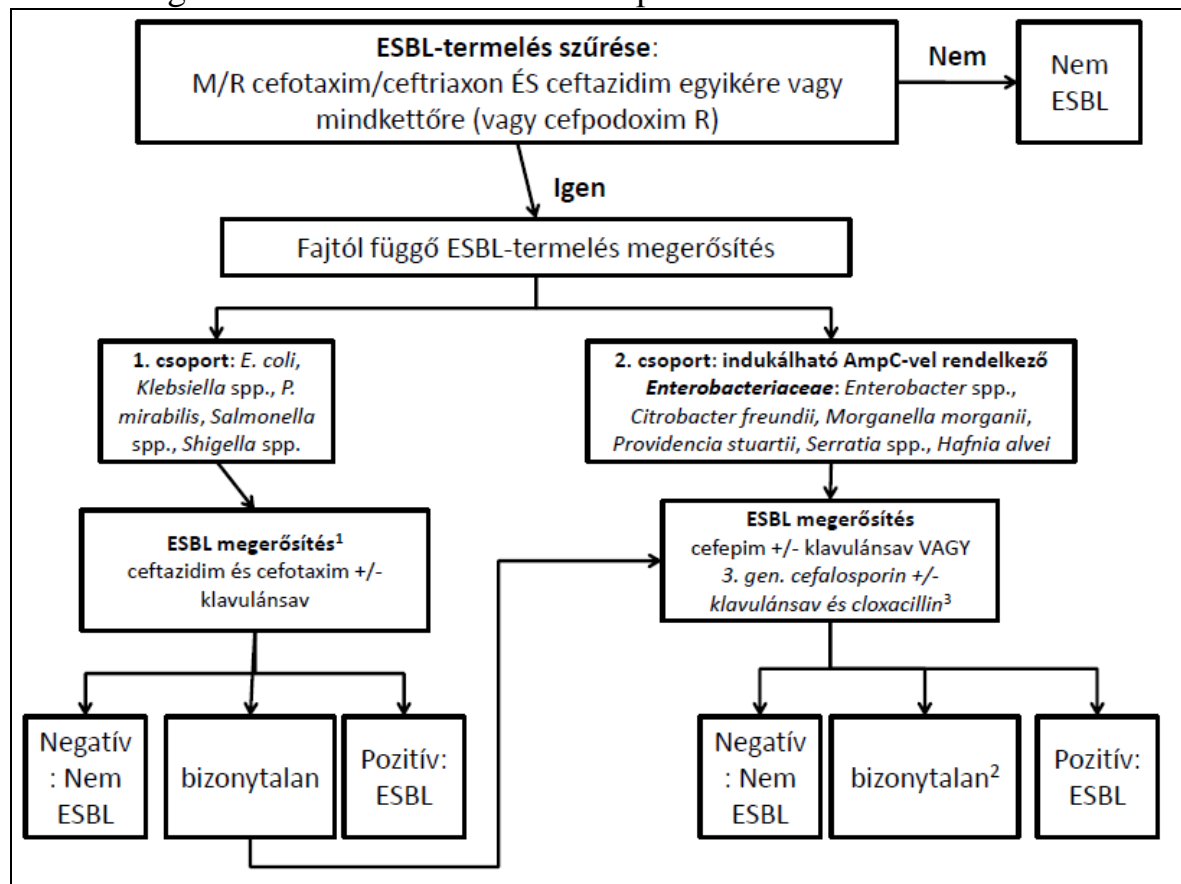 ESBL-termelés szűrése:
M/R cefotaxim/ceftriaxon ÉS ceftazidim egyikére vagy
mindkettőre (vagy cefpodoxim R)
Nem
Nem
ESBL
Igen
Fajtól függő ESBL-termelés megerősítés
1. csoport: E. coli,
Klebsiella spp., P.
mirabilis, Salmonella
spp., Shigella spp.
2. csoport: indukálható AmpC-vel rendelkező
Enterobacteriaceae: Enterobacter spp.,
Citrobacter freundii, Morganella morganii,
Providencia stuartii, Serratia spp., Hafnia alvei
ESBL megerősítés¹
ceftazidim és cefotaxim +/-
klavulánsav
ESBL megerősítés
cefepim +/- klavulánsav VAGY
3. gen. cefalosporin +/-
klavulánsav és cloxacillin³
Negatív
: Nem
ESBL
bizonytalan
Pozitív:
ESBL
Negatív
: Nem
ESBL
bizonytalan²
Pozitív:
ESBL